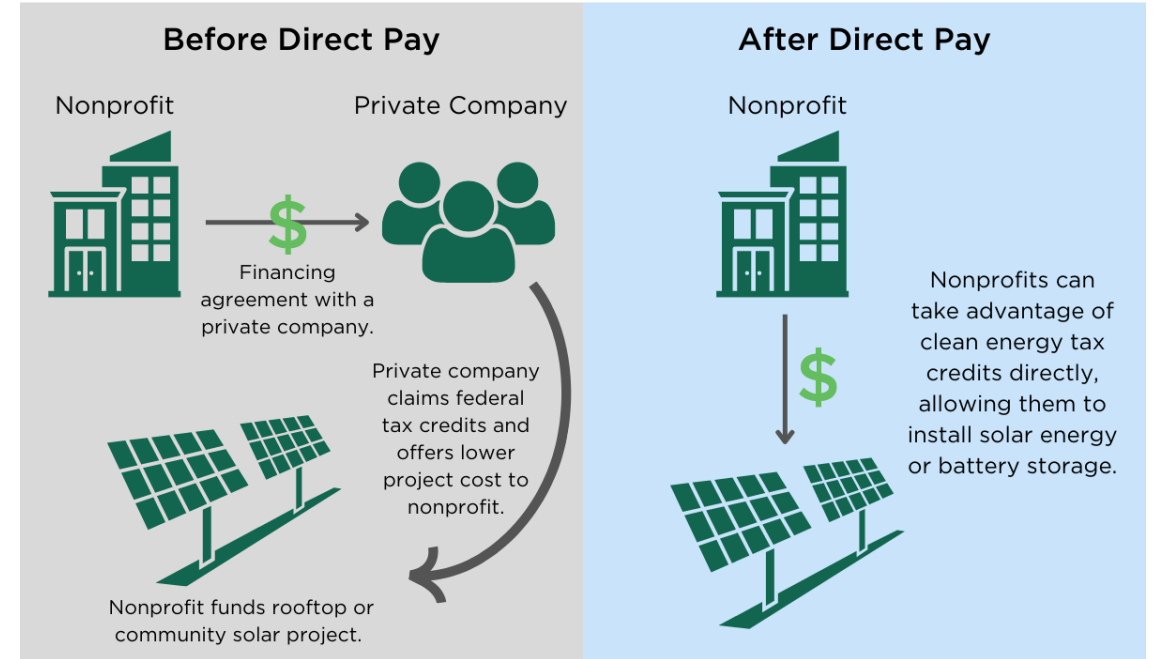 Before Direct Pay
Nonprofit
Private Company
$
Financing
agreement with a
private company.
Private company
claims federal
tax credits and
offers lower
project cost to
nonprofit.
Nonprofit funds rooftop or
community solar project.
After Direct Pay
Nonprofit
$
Nonprofits can
take advantage of
clean energy tax
credits directly,
allowing them to
install solar energy
or battery storage.